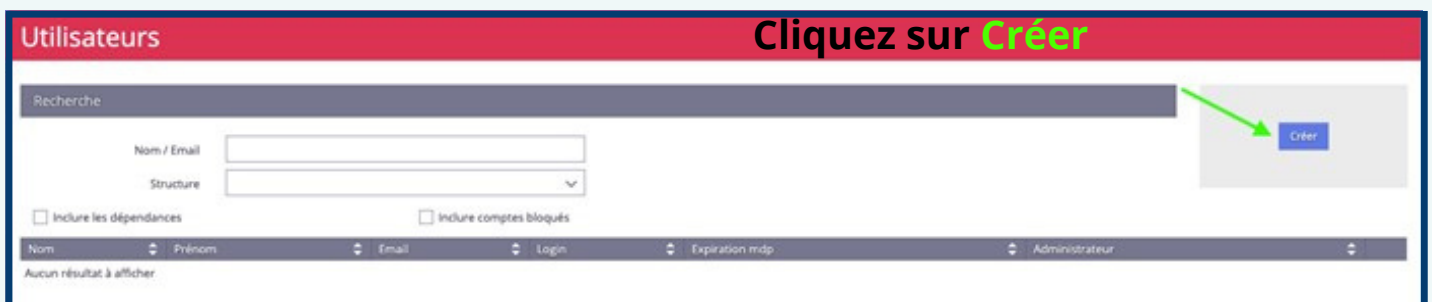 Utilisateurs
Cliquez sur Créer
Recherche
Créer
Nom / Email
Structure
Inclure les dépendances
Inclure comptes bloqués
Nom Prénom Email Login Expiration mdp Administrateur
Aucun résultat à afficher